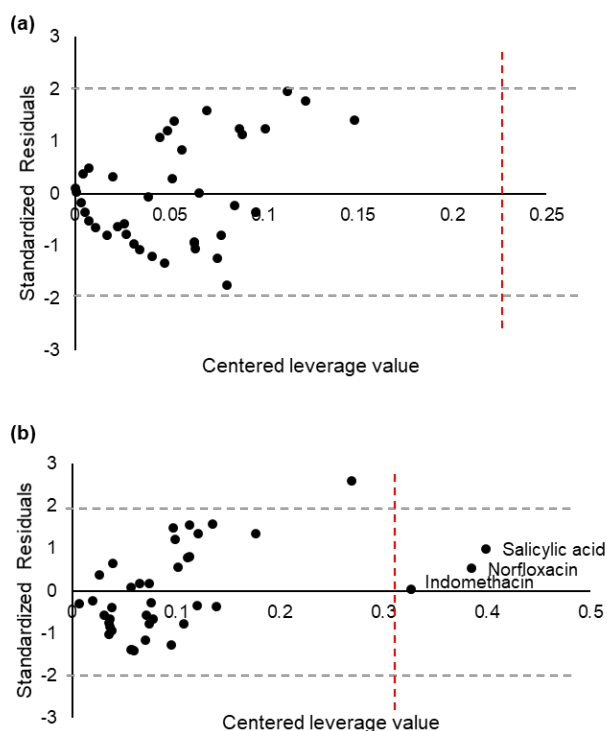 (a)
3
2
1
0
-1
-2
-3
Standardized Residuals
0 0.05 0.1 0.15 0.2 0.25
Centered leverage value
(b)
3
2
1
0
-1
-2
-3
Standardized Residuals
Salicylic acid
Norfloxacin
Indomethacin
0 0.1 0.2 0.3 0.4 0.5
Centered leverage value